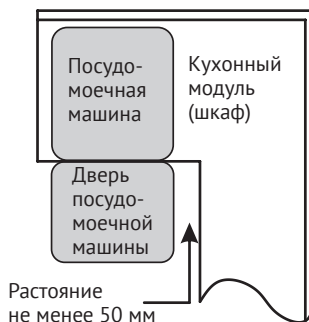 Посудо-
моечная
машина
Кухонный
модуль
(шкаф)
Дверь
посудо-
моечной
машины
Растояние
не менее 50 мм